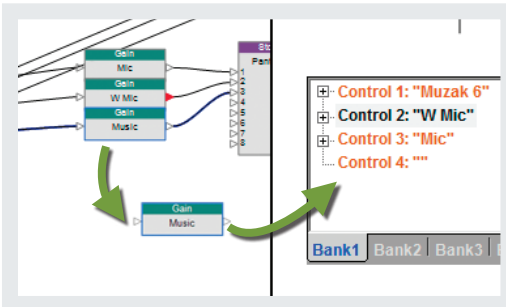 Gain
Mic
Gain
W Mic
Gain
Music
1
2
3
4
5
6
7
8
Gain
Music
Control 1: "Muzak 6"
Control 2: "W Mic"
Control 3: "Mic"
Control 4: ""
Bank1 Bank2 Bank3